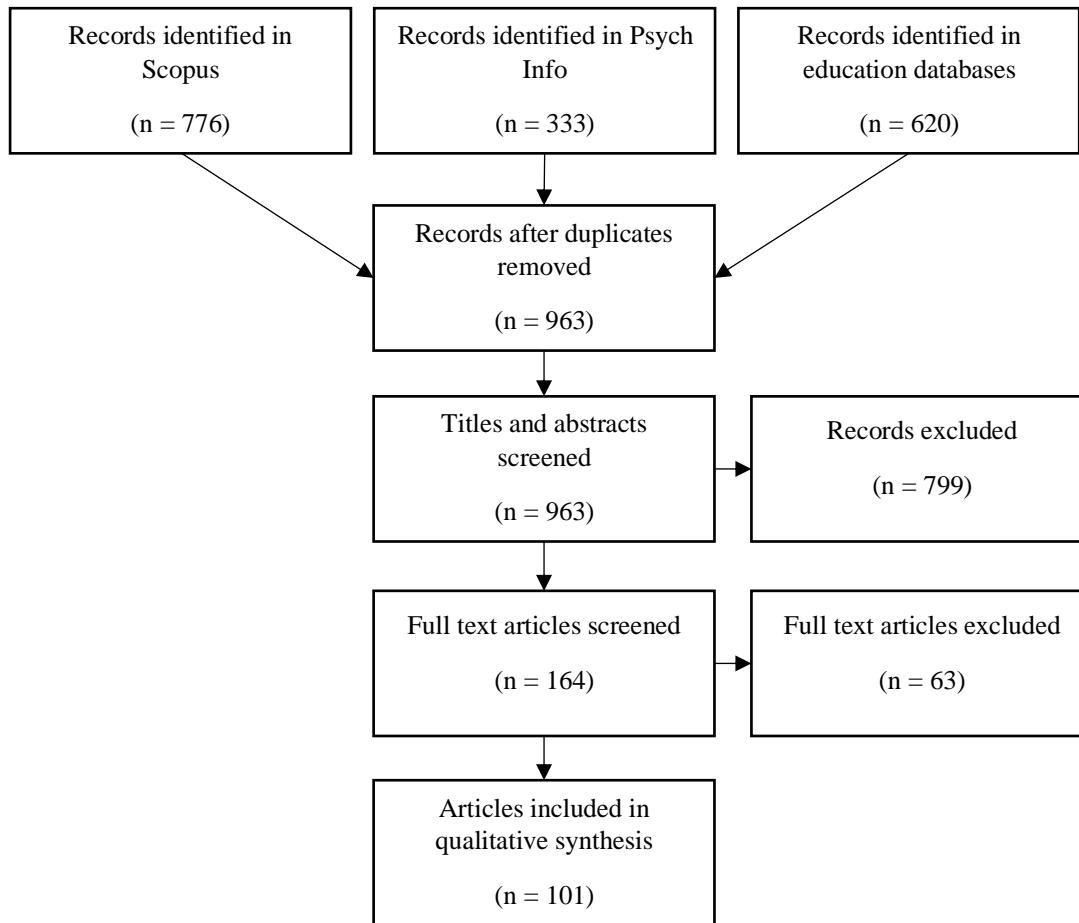 Records identified in
Scopus
(n = 776)
Records identified in Psych
Info
(n = 333)
Records identified in
education databases
(n = 620)
Records after duplicates
removed
(n = 963)
Titles and abstracts
screened
(n = 963)
Records excluded
(n = 799)
Full text articles screened
(n = 164)
Full text articles excluded
(n = 63)
Articles included in
qualitative synthesis
(n = 101)